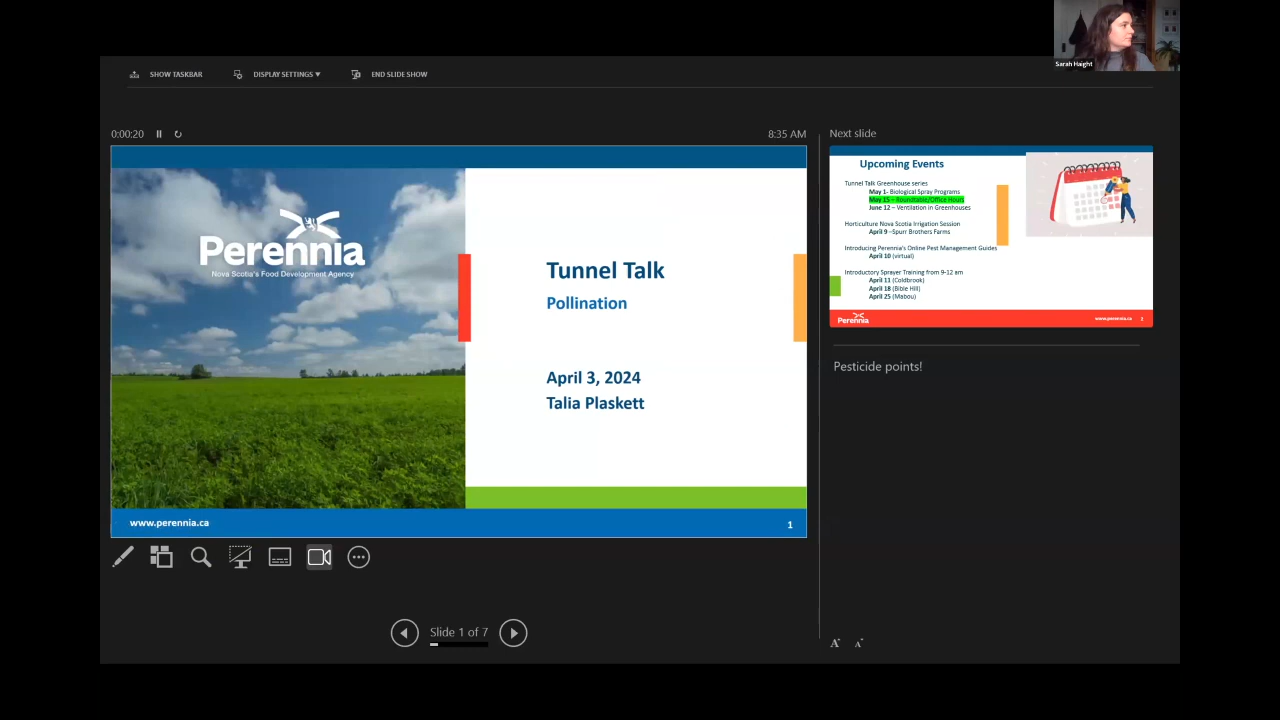 Sarah Haight
SHOW TASKBAR
DISPLAY SETTINGS ▼
END SLIDE SHOW
0:00:20
8:35 AM
Perennia
Nova Scotia's Food Development Agency
Tunnel Talk
Pollination
April 3, 2024
Talia Plaskett
www.perennia.ca
1
Slide 1 of 7
Next slide
Upcoming Events
Tunnel Talk Greenhouse series
May 1- Biological Spray Programs
May 15 – Roundtable/Office Hours
June 12 – Ventilation in Greenhouses
Horticulture Nova Scotia Irrigation Session
April 9 –Spurr Brothers Farms
Introducing Perennia's Online Pest Management Guides
April 10 (virtual)
Introductory Sprayer Training from 9-12 am
April 11 (Coldbrook)
April 18 (Bible Hill)
April 25 (Mabou)
Perennia
www.perennia.ca
2
Pesticide points!
A A